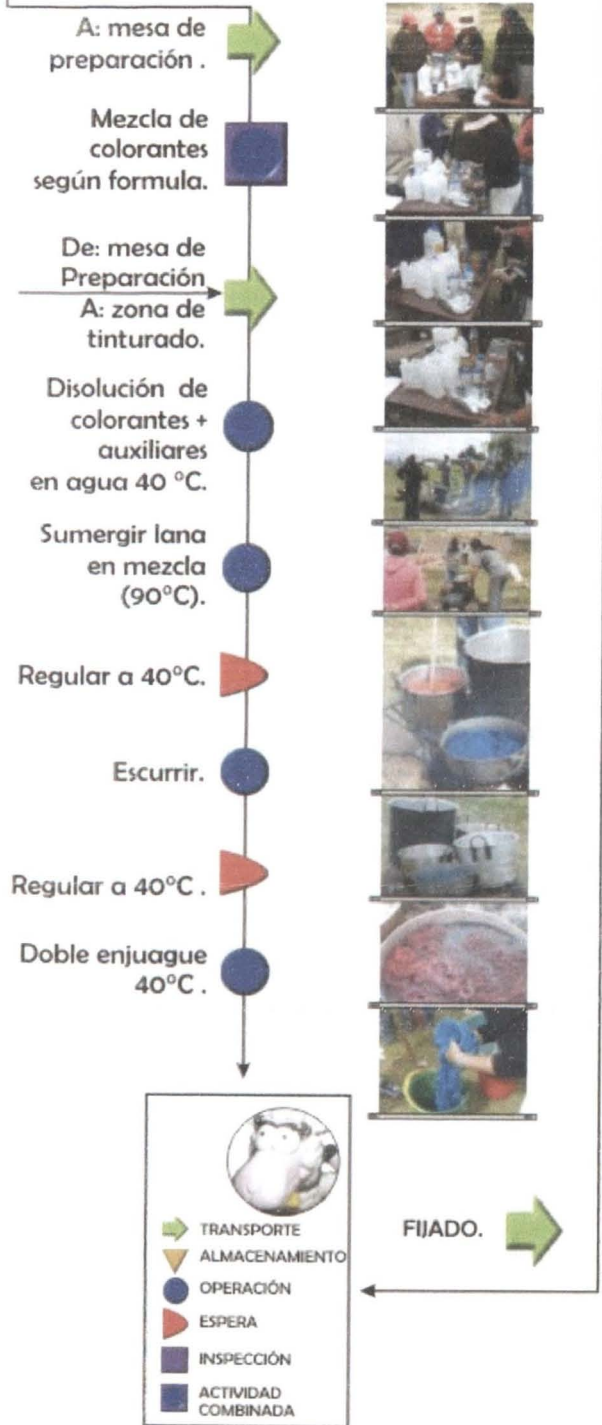 A: mesa de
preparación .
Mezcla de
colorantes
según formula.
De: mesa de
Preparación
A: zona de
tinturado.
Disolución de
colorantes +
auxiliares
en agua 40 °C.
Sumergir lana
en mezcla
(90°C).
Regular a 40°C.
Escurrir.
Regular a 40°C .
Doble enjuague
40°C .
TRANSPORTE
ALMACENAMIENTO
OPERACIÓN
ESPERA
INSPECCIÓN
ACTIVIDAD
COMBINADA
FIJADO.